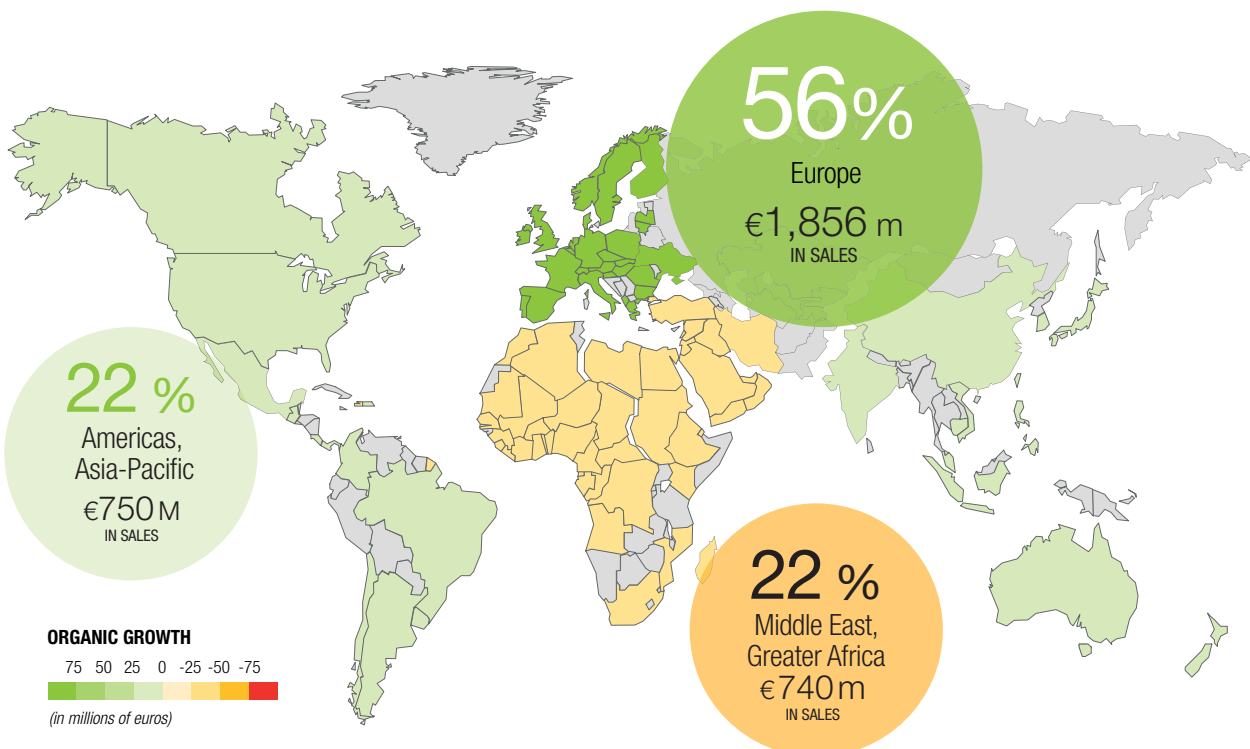 56%
Europe
€1,856 m
IN SALES
22 %
Americas,
Asia-Pacific
€750 M
IN SALES
22 %
Middle East,
Greater Africa
€740 m
IN SALES
ORGANIC GROWTH
75 50 25 0 -25 -50 -75
(in millions of euros)